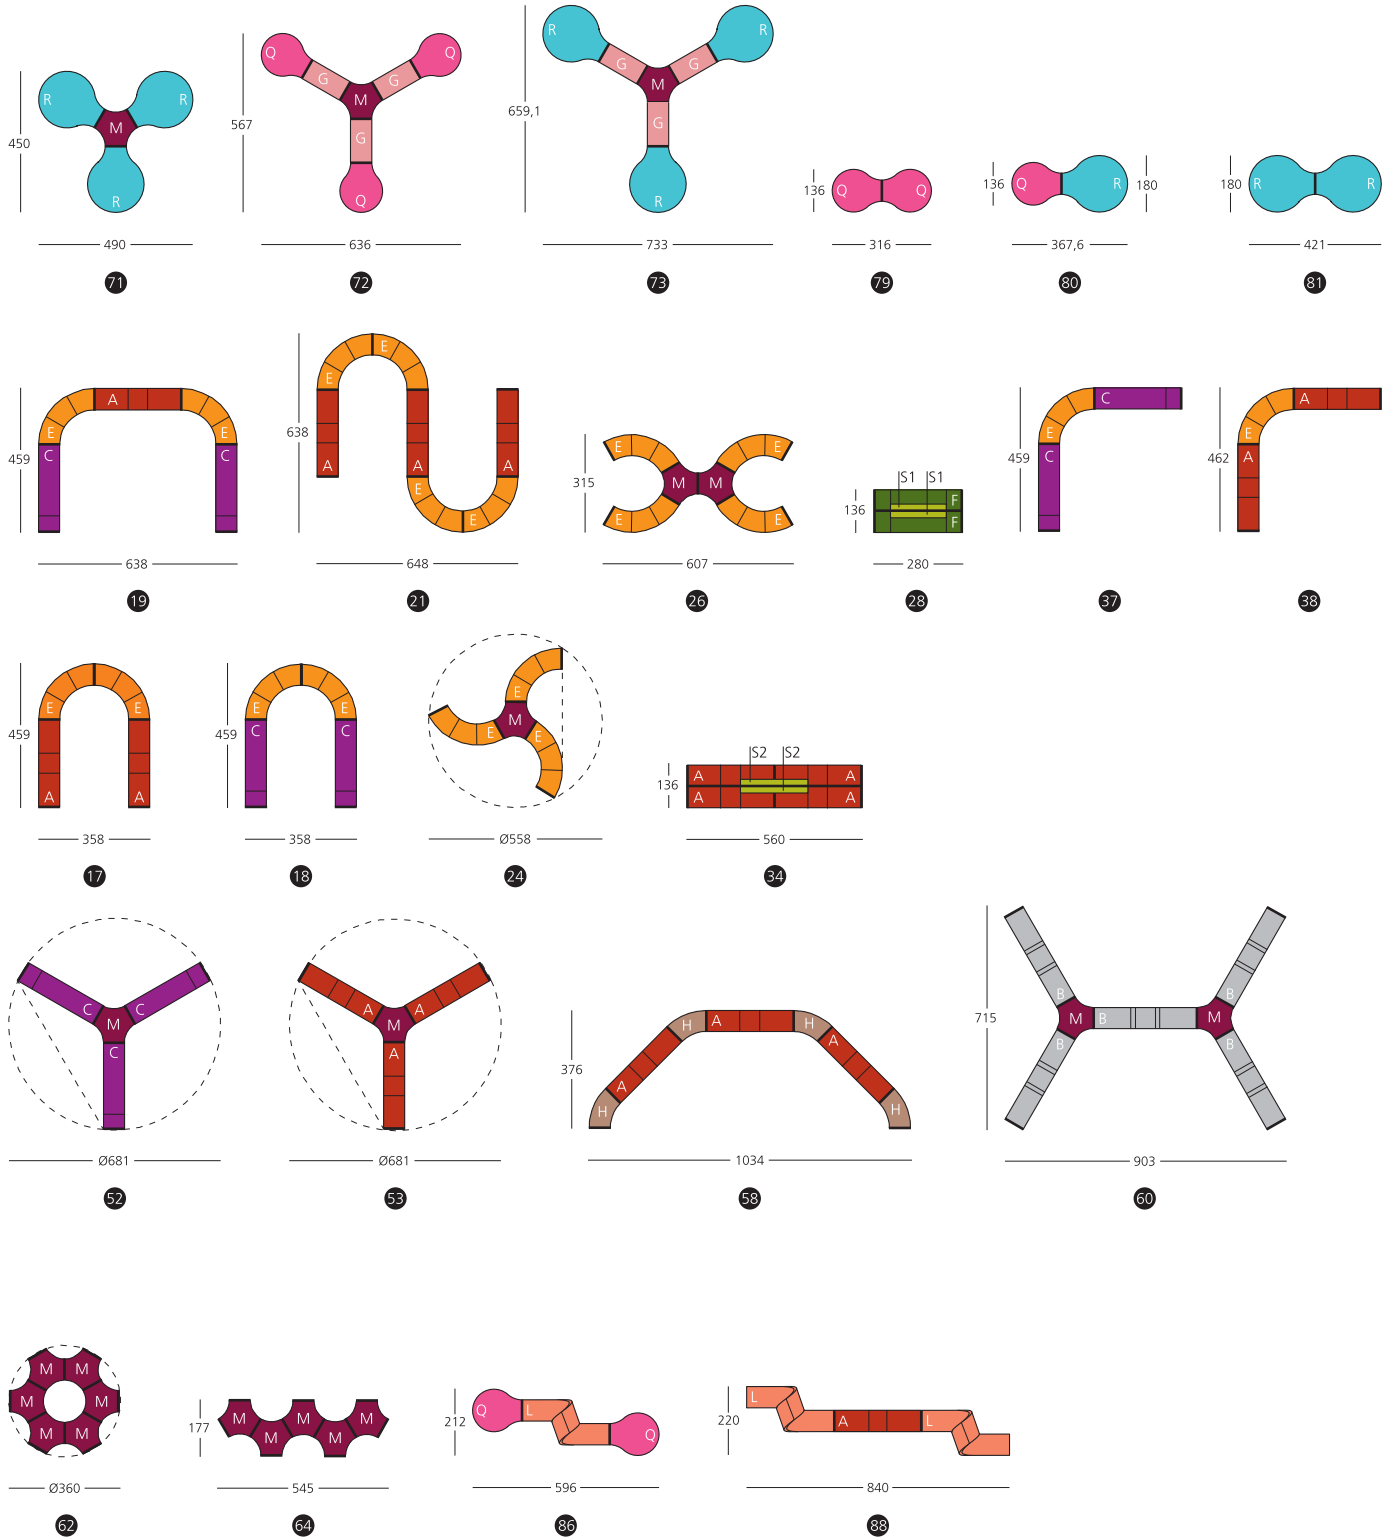 R R M R
450
490
71
Q Q G G M G Q
567
636
72
R R G G M G R
659,1
733
73
136
Q Q
316
79
136
Q R
180
367,6
80
180
R R
421
81
A E E C C
459
638
19
E E A A A E E
638
648
21
E E M M E E
315
607
26
S1 S1
F
F
136
280
28
C E C
459
37
A E A
462
38
E E A A
459
358
17
E E C C
459
358
18
E M E E
Ø558
24
S2 S2
A A
A A
136
560
34
C C M C
Ø681
52
A A M A
Ø681
53
H A H A A H H
376
1034
58
B B M B M B B
715
903
60
M M
M M
M M
Ø360
62
M M M
M M
177
545
64
Q L Q
212
596
86
L A L
220
840
88